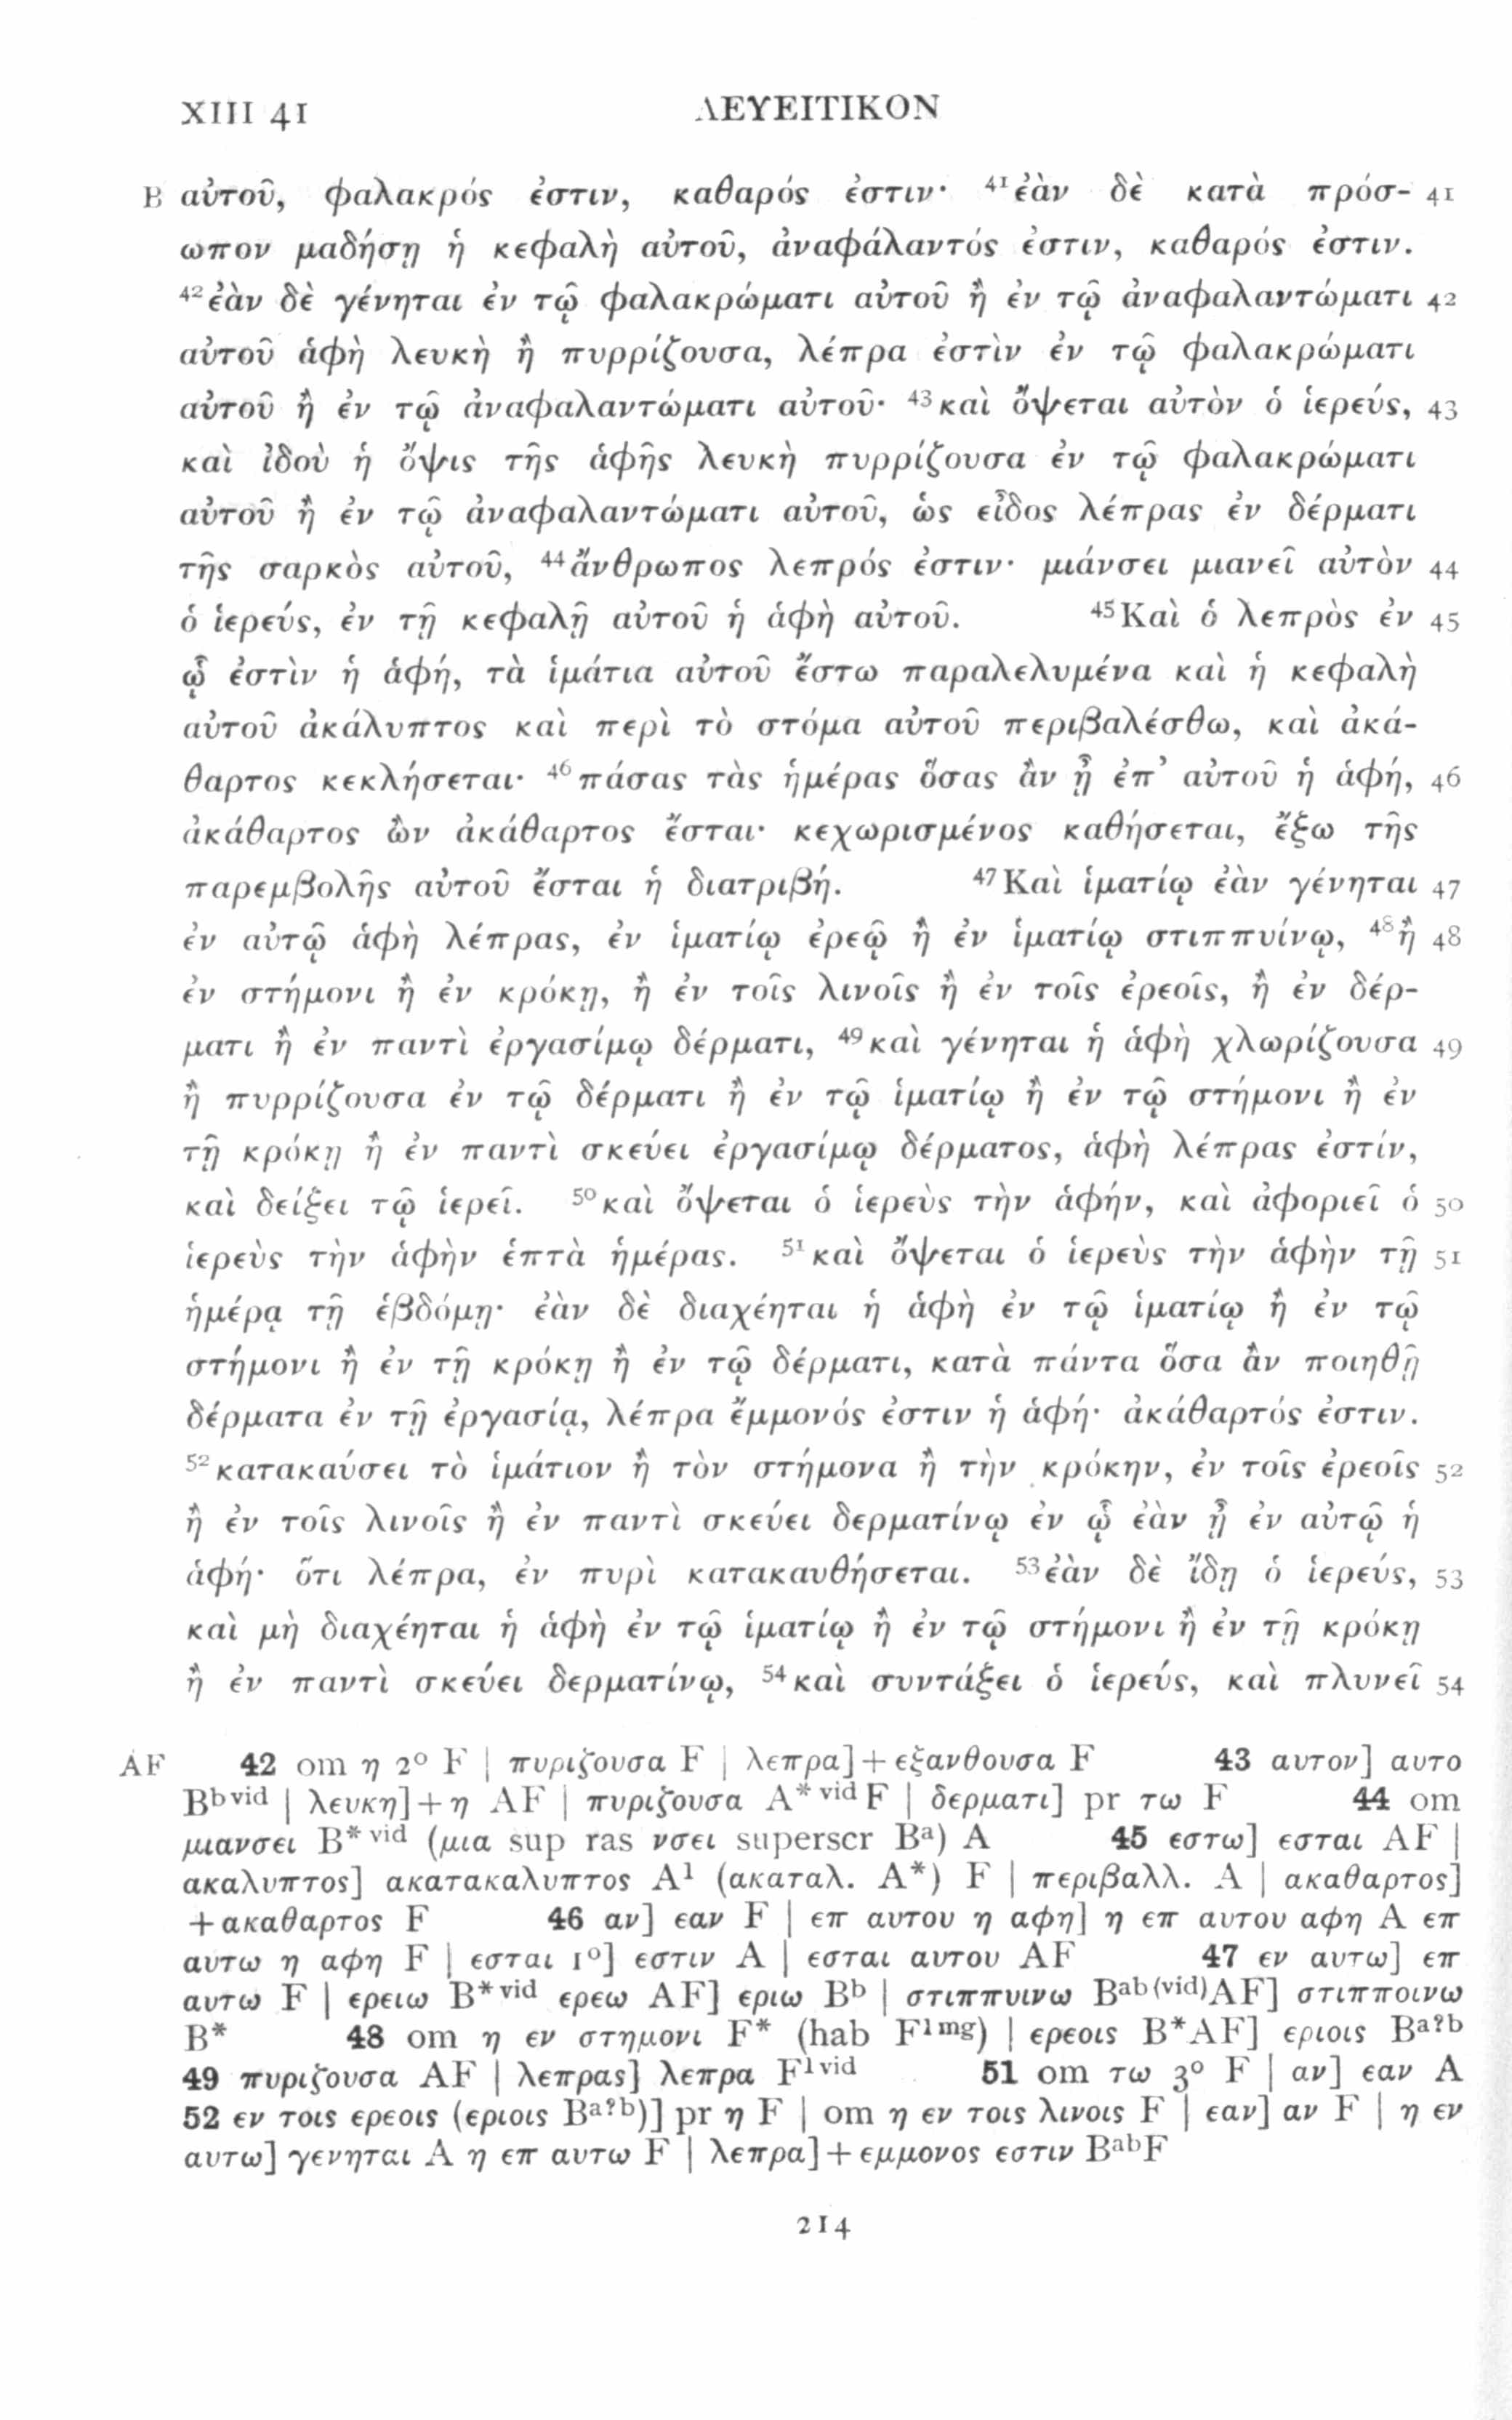 XIII 41 ΛΕΥΕΙΤΙΚΟΝ
B αὐτοῦ, φαλακρός ἐστιν, καθαρός ἐστιν· ⁴¹ἐὰν δὲ κατὰ πρόσ- 41
ωπον μαδήσῃ ἡ κεφαλὴ αὐτοῦ, ἀναφάλαντός ἐστιν, καθαρός ἐστιν.
⁴²ἐὰν δὲ γένηται ἐν τῷ φαλακρώματι αὐτοῦ ἢ ἐν τῷ ἀναφαλαντώματι 42
αὐτοῦ ἁφὴ λευκὴ ἢ πυρρίζουσα, λέπρα ἐστὶν ἐν τῷ φαλακρώματι
αὐτοῦ ἢ ἐν τῷ ἀναφαλαντώματι αὐτοῦ· ⁴³καὶ ὄψεται αὐτὸν ὁ ἱερεύς, 43
καὶ ἰδοὺ ἡ ὄψις τῆς ἁφῆς λευκὴ πυρρίζουσα ἐν τῷ φαλακρώματι
αὐτοῦ ἢ ἐν τῷ ἀναφαλαντώματι αὐτοῦ, ὡς εἶδος λέπρας ἐν δέρματι
τῆς σαρκὸς αὐτοῦ, ⁴⁴ἄνθρωπος λεπρός ἐστιν· μιάνσει μιανεῖ αὐτὸν 44
ὁ ἱερεύς, ἐν τῇ κεφαλῇ αὐτοῦ ἡ ἁφὴ αὐτοῦ. ⁴⁵Καὶ ὁ λεπρὸς ἐν 45
ᾧ ἐστὶν ἡ ἁφή, τὰ ἱμάτια αὐτοῦ ἔστω παραλελυμένα καὶ ἡ κεφαλὴ
αὐτοῦ ἀκάλυπτος καὶ περὶ τὸ στόμα αὐτοῦ περιβαλέσθω, καὶ ἀκά-
θαρτος κεκλήσεται· ⁴⁶πάσας τὰς ἡμέρας ὅσας ἂν ᾖ ἐπ᾽ αὐτοῦ ἡ ἁφή, 46
ἀκάθαρτος ὢν ἀκάθαρτος ἔσται· κεχωρισμένος καθήσεται, ἔξω τῆς
παρεμβολῆς αὐτοῦ ἔσται ἡ διατριβή. ⁴⁷Καὶ ἱματίῳ ἐὰν γένηται 47
ἐν αὐτῷ ἁφὴ λέπρας, ἐν ἱματίῳ ἐρεῷ ἢ ἐν ἱματίῳ στιππυίνῳ, ⁴⁸ἢ 48
ἐν στήμονι ἢ ἐν κρόκῃ, ἢ ἐν τοῖς λινοῖς ἢ ἐν τοῖς ἐρεοῖς, ἢ ἐν δέρ-
ματι ἢ ἐν παντὶ ἐργασίμῳ δέρματι, ⁴⁹καὶ γένηται ἡ ἁφὴ χλωρίζουσα 49
ἢ πυρρίζουσα ἐν τῷ δέρματι ἢ ἐν τῷ ἱματίῳ ἢ ἐν τῷ στήμονι ἢ ἐν
τῇ κρόκῃ ἢ ἐν παντὶ σκεύει ἐργασίμῳ δέρματος, ἁφὴ λέπρας ἐστίν,
καὶ δείξει τῷ ἱερεῖ. ⁵⁰καὶ ὄψεται ὁ ἱερεὺς τὴν ἁφήν, καὶ ἀφοριεῖ ὁ 50
ἱερεὺς τὴν ἁφὴν ἑπτὰ ἡμέρας. ⁵¹καὶ ὄψεται ὁ ἱερεὺς τὴν ἁφὴν τῇ 51
ἡμέρᾳ τῇ ἑβδόμῃ· ἐὰν δὲ διαχέηται ἡ ἁφὴ ἐν τῷ ἱματίῳ ἢ ἐν τῷ
στήμονι ἢ ἐν τῇ κρόκῃ ἢ ἐν τῷ δέρματι, κατὰ πάντα ὅσα ἂν ποιηθῇ
δέρματα ἐν τῇ ἐργασίᾳ, λέπρα ἔμμονός ἐστιν ἡ ἁφή· ἀκάθαρτός ἐστιν.
⁵²κατακαύσει τὸ ἱμάτιον ἢ τὸν στήμονα ἢ τὴν κρόκην, ἐν τοῖς ἐρεοῖς 52
ἢ ἐν τοῖς λινοῖς ἢ ἐν παντὶ σκεύει δερματίνῳ ἐν ᾧ ἐὰν ᾖ ἐν αὐτῷ ἡ
ἁφή· ὅτι λέπρα, ἐν πυρὶ κατακαυθήσεται. ⁵³ἐὰν δὲ ἴδῃ ὁ ἱερεύς, 53
καὶ μὴ διαχέηται ἡ ἁφὴ ἐν τῷ ἱματίῳ ἢ ἐν τῷ στήμονι ἢ ἐν τῇ κρόκῃ
ἢ ἐν παντὶ σκεύει δερματίνῳ, ⁵⁴καὶ συντάξει ὁ ἱερεύς, καὶ πλυνεῖ 54
AF 42 om η 2º F | πυριζουσα F | λεπρα]+εξανθουσα F 43 αυτον] αυτο
Bᵇ ᵛⁱᵈ | λευκη]+η AF | πυριζουσα A* ᵛⁱᵈ F | δερματι] pr τω F 44 om
μιανσει B* ᵛⁱᵈ (μια sup ras νσει superscr Bᵃ) A 45 εστω] εσται AF |
ακαλυπτος] ακατακαλυπτος A¹ (ακαταλ. A*) F | περιβαλλ. A | ακαθαρτος]
+ακαθαρτος F 46 αν] εαν F | επ αυτου η αφη] η επ αυτου αφη A επ
αυτω η αφη F | εσται 1º] εστιν A | εσται αυτου AF 47 εν αυτω] επ
αυτω F | ερειω B* ᵛⁱᵈ ερεω AF] εριω Bᵇ | στιππυινω Bᵃᵇ⁽ᵛⁱᵈ⁾AF] στιπποινω
B* 48 om η εν στημονι F* (hab F¹ᵐᵍ) | ερεοις B*AF] εριοις Bᵃ?ᵇ
49 πυριζουσα AF | λεπρας] λεπρα F¹ ᵛⁱᵈ 51 om τω 3º F | αν] εαν A
52 εν τοις ερεοις (εριοις Bᵃ?ᵇ)] pr η F | om η εν τοις λινοις F | εαν] αν F | η εν
αυτω] γενηται A η επ αυτω F | λεπρα]+εμμονος εστιν BᵃᵇF
214